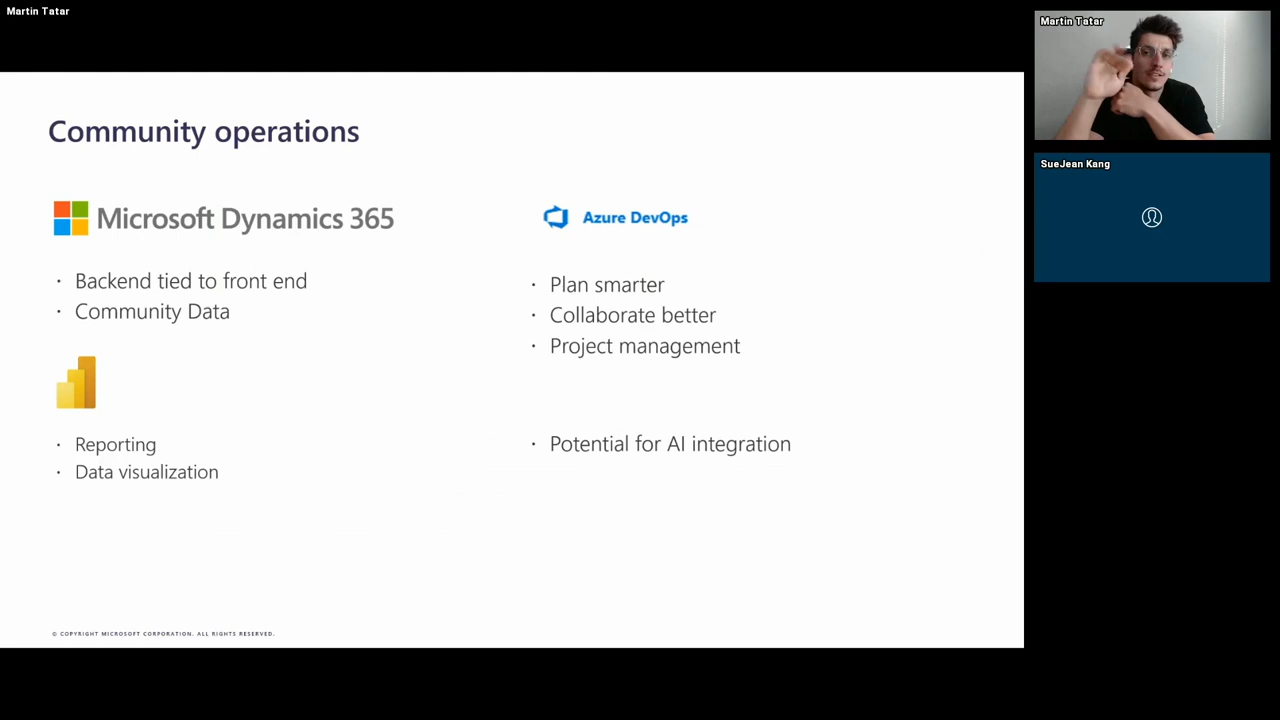 Martin Tatar
Community operations
Microsoft Dynamics 365
· Backend tied to front end
· Community Data
· Reporting
· Data visualization
Azure DevOps
· Plan smarter
· Collaborate better
· Project management
· Potential for AI integration
© COPYRIGHT MICROSOFT CORPORATION. ALL RIGHTS RESERVED.
Martin Tatar
SueJean Kang